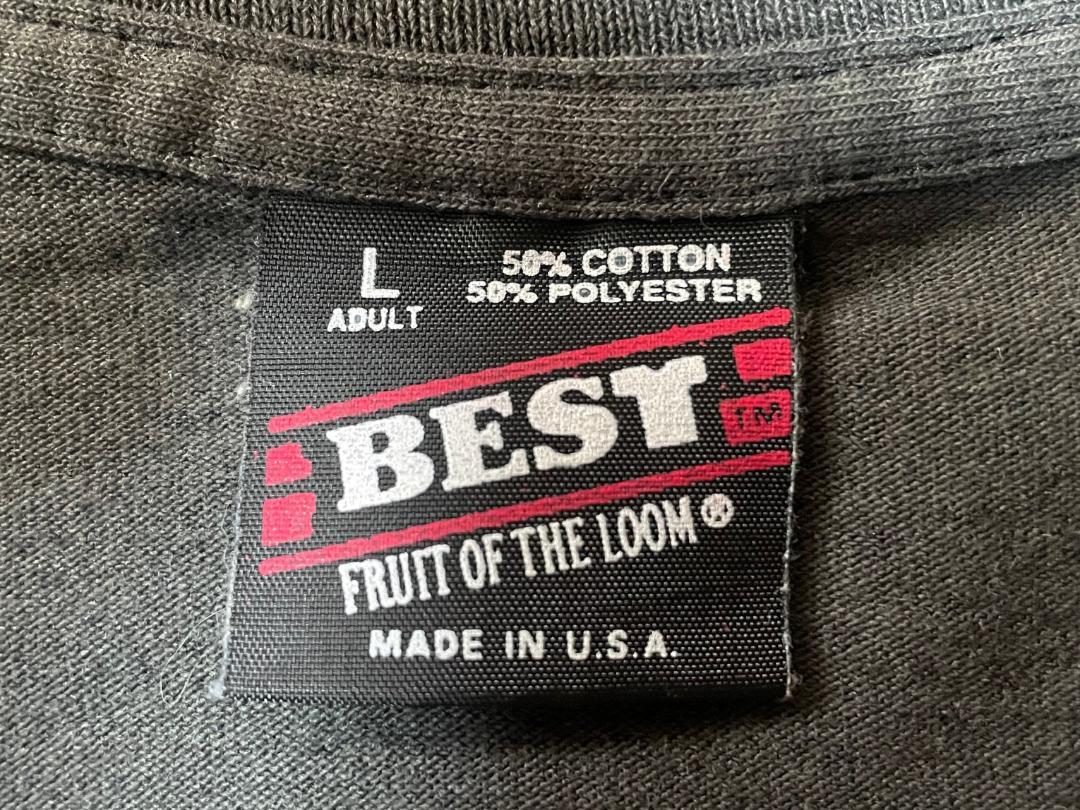 L
ADULT
50% COTTON
50% POLYESTER
BEST
TM
FRUIT OF THE LOOM®
MADE IN U.S.A.